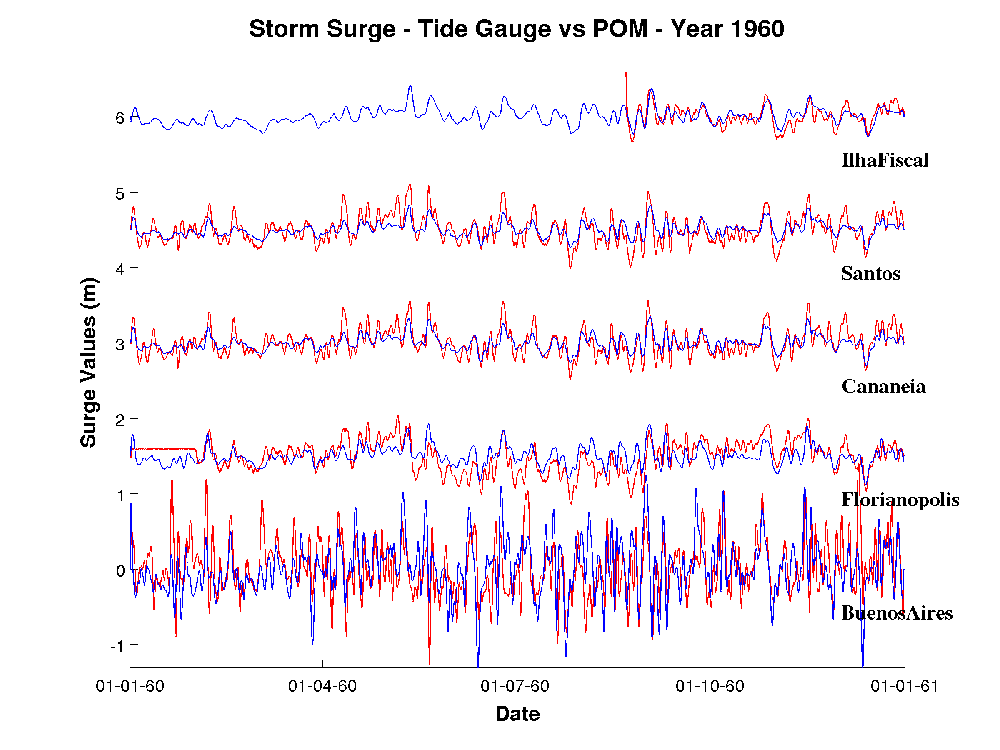 Storm Surge - Tide Gauge vs POM - Year 1960
6
IlhaFiscal
5
4
Santos
Surge Values (m)
3
Cananeia
2
1
Florianopolis
0
BuenosAires
-1
01-01-60 01-04-60 01-07-60 01-10-60 01-01-61
Date